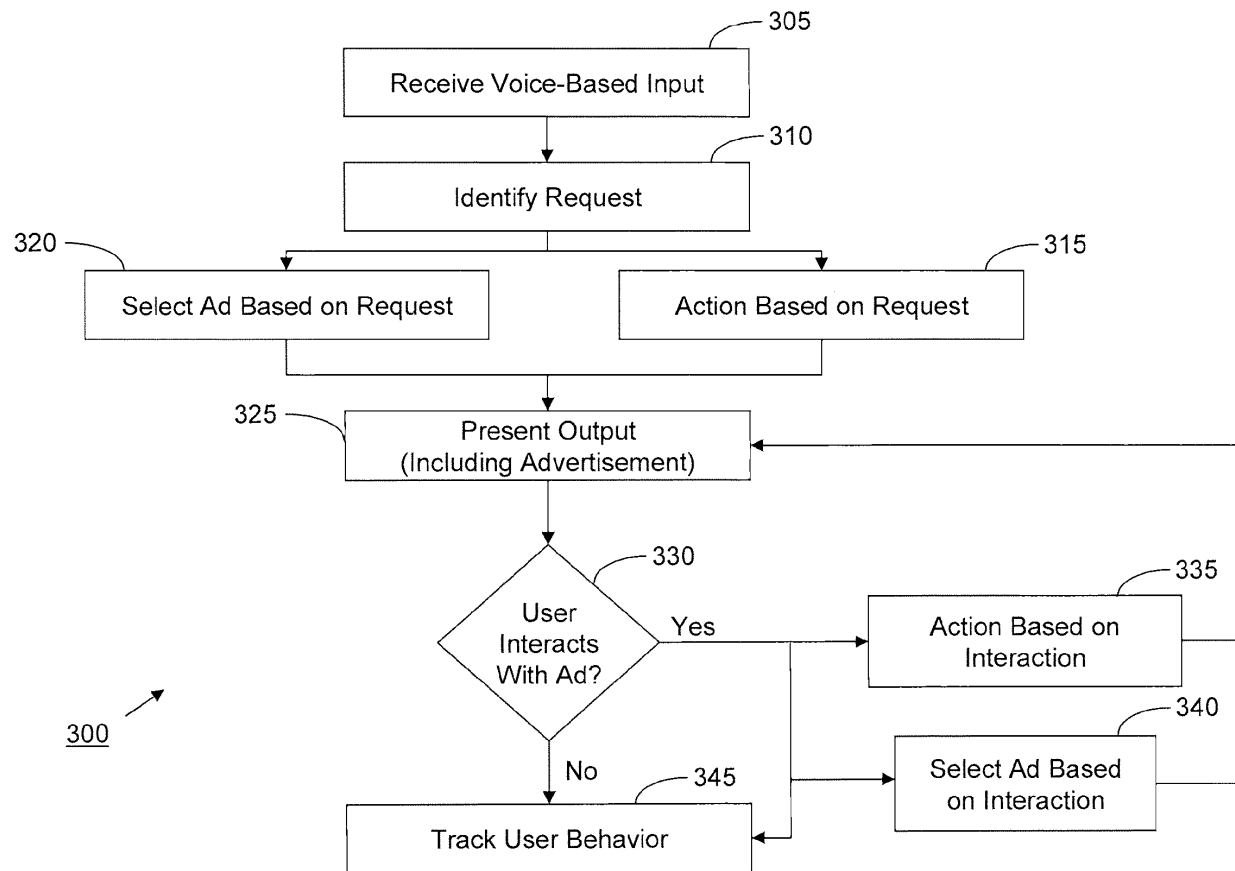 305
Receive Voice-Based Input
310
Identify Request
320
315
Select Ad Based on Request
Action Based on Request
325
Present Output
(Including Advertisement)
330
User
Interacts
With Ad?
Yes
335
Action Based on
Interaction
300
340
Select Ad Based
on Interaction
No
345
Track User Behavior